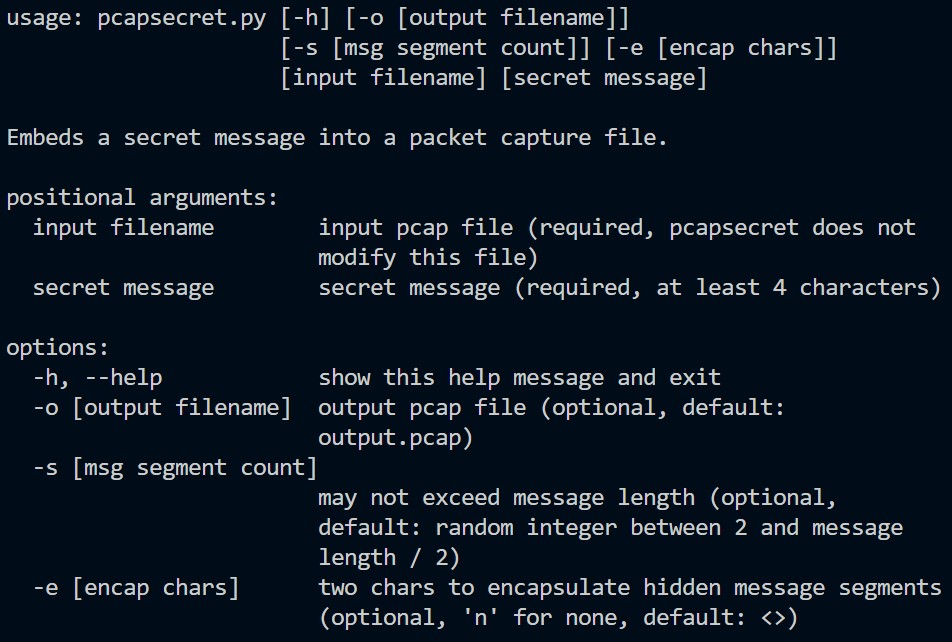 usage: pcapsecret.py [-h] [-o [output filename]]
                     [-s [msg segment count]] [-e [encap chars]]
                     [input filename] [secret message]

Embeds a secret message into a packet capture file.

positional arguments:
  input filename        input pcap file (required, pcapsecret does not
                        modify this file)
  secret message        secret message (required, at least 4 characters)

options:
  -h, --help            show this help message and exit
  -o [output filename]  output pcap file (optional, default:
                        output.pcap)
  -s [msg segment count]
                        may not exceed message length (optional,
                        default: random integer between 2 and message
                        length / 2)
  -e [encap chars]      two chars to encapsulate hidden message segments
                        (optional, 'n' for none, default: <>)